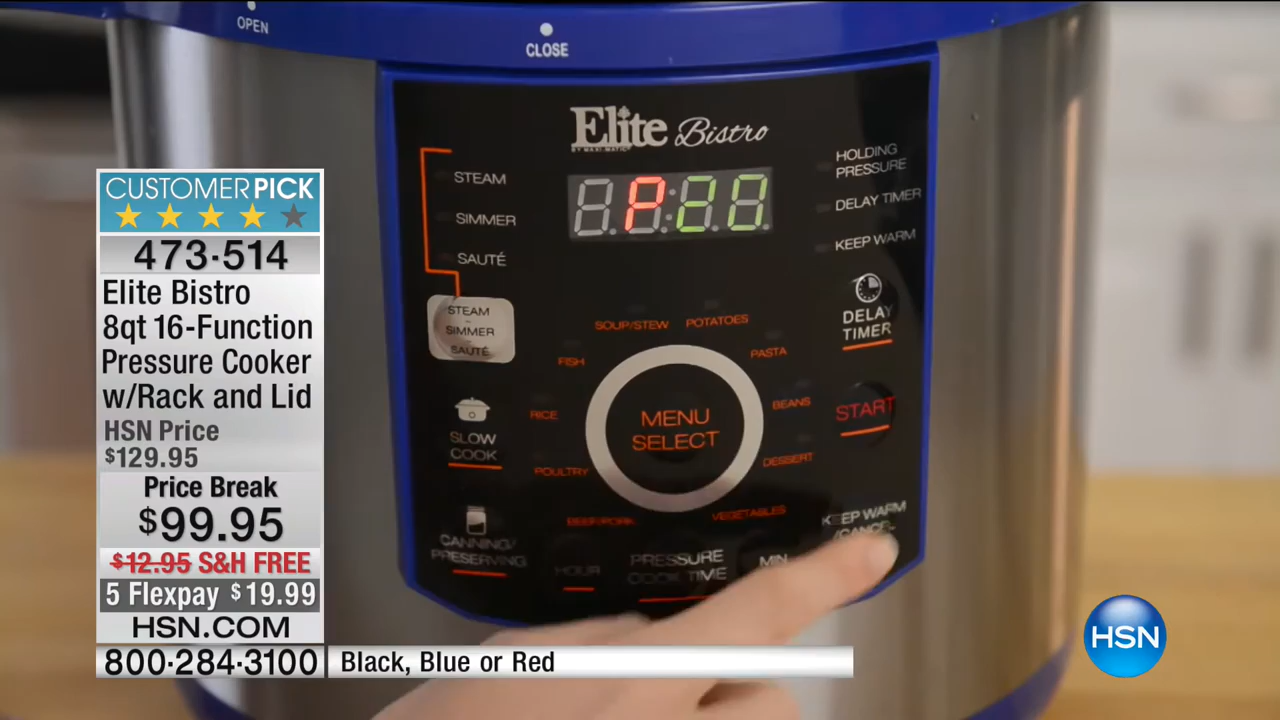 OPEN
CLOSE
Elite Bistro
BY MAXI-MATIC
STEAM
SIMMER
SAUTÉ
P20
HOLDING
PRESSURE
DELAY TIMER
KEEP WARM
STEAM
SIMMER
SAUTÉ
DELAY
TIMER
SOUP/STEW
POTATOES
FISH
PASTA
RICE
BEANS
MENU
SELECT
START
SLOW
COOK
POULTRY
DESSERT
BEEF/PORK
VEGETABLES
KEEP WARM
/CANCEL
CANNING/
PRESERVING
HOUR
PRESSURE
COOK TIME
MIN
CUSTOMER PICK
473-514
Elite Bistro
8qt 16-Function
Pressure Cooker
w/Rack and Lid
HSN Price
$129.95
Price Break
$99.95
$12.95 S&H FREE
5 Flexpay $19.99
HSN.COM
800-284-3100
Black, Blue or Red
HSN